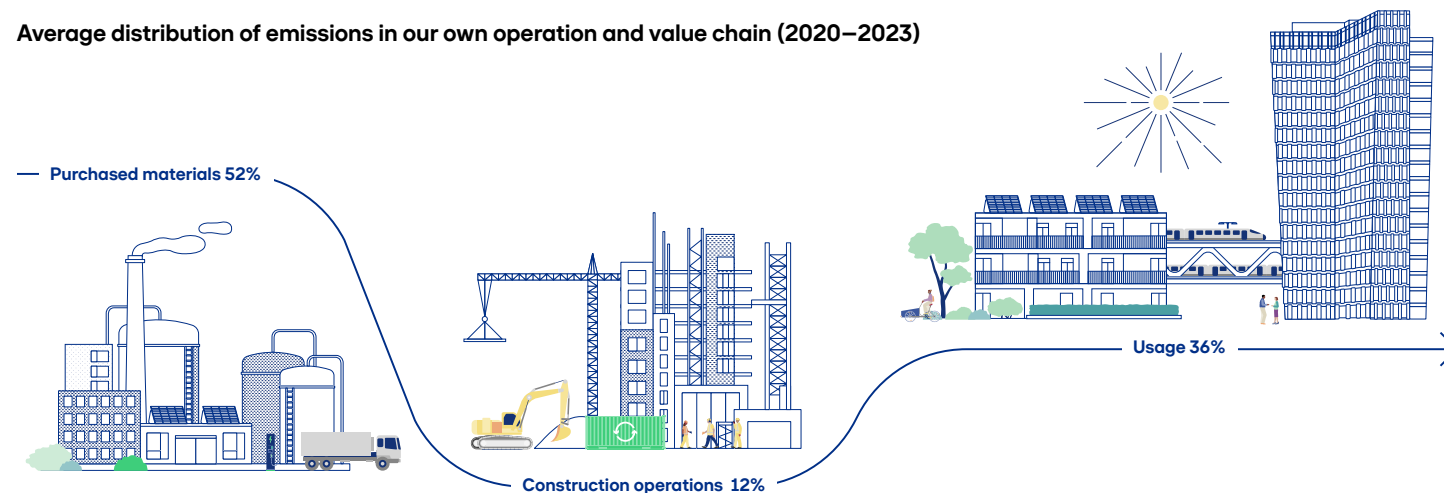 Average distribution of emissions in our own operation and value chain (2020–2023)
Purchased materials 52%
Construction operations 12%
Usage 36%